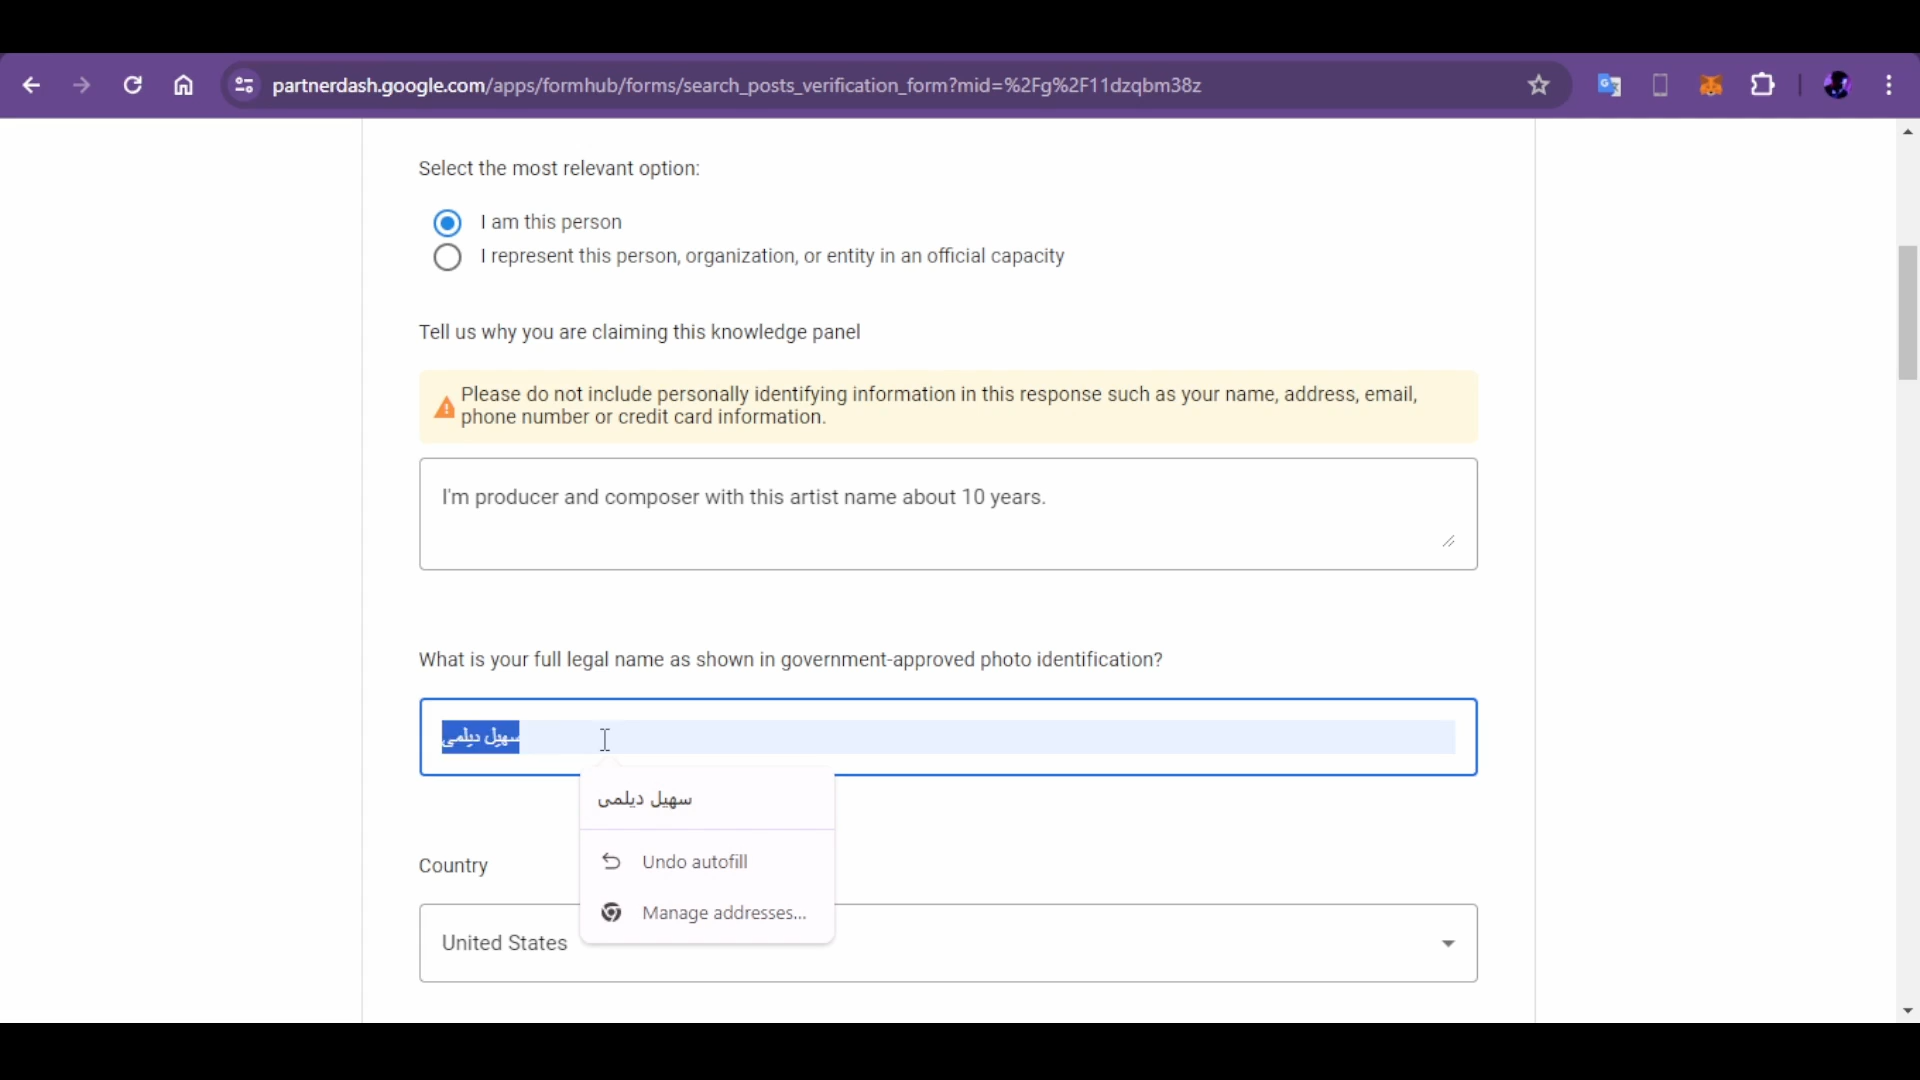 partnerdash.google.com/apps/formhub/forms/search_posts_verification_form?mid=%2Fg%2F11dzqbm38z
Select the most relevant option:
I am this person
I represent this person, organization, or entity in an official capacity
Tell us why you are claiming this knowledge panel
Please do not include personally identifying information in this response such as your name, address, email,
phone number or credit card information.
I'm producer and composer with this artist name about 10 years.
What is your full legal name as shown in government-approved photo identification?
سهیل دیلمی
سهیل دیلمی
Undo autofill
Manage addresses...
Country
United States